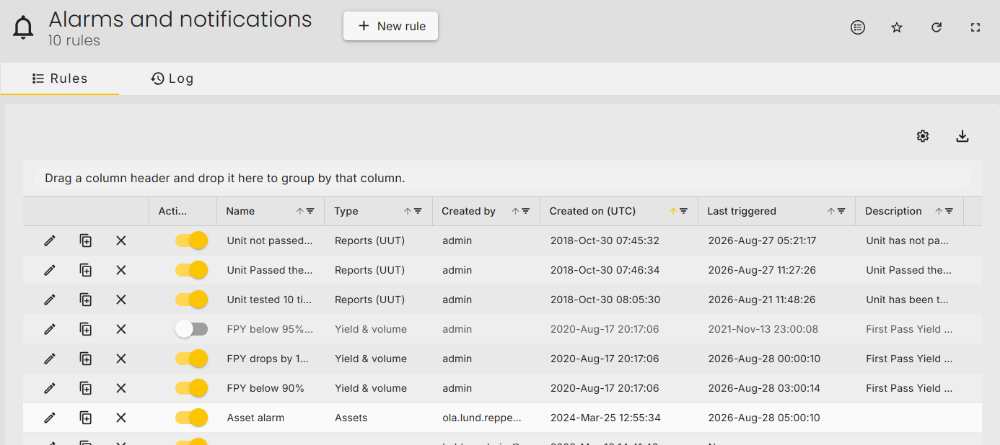 Alarms and notifications
10 rules
New rule
Rules
Log
Drag a column header and drop it here to group by that column.
Acti... Name Type Created by Created on (UTC) Last triggered Description
Unit not passed... Reports (UUT) admin 2018-Oct-30 07:45:32 2026-Aug-27 05:21:17 Unit has not pa...
Unit Passed the... Reports (UUT) admin 2018-Oct-30 07:46:34 2026-Aug-27 11:27:26 Unit Passed the...
Unit tested 10 ti... Reports (UUT) admin 2018-Oct-30 08:05:30 2026-Aug-21 11:48:26 Unit has been t...
FPY below 95%... Yield & volume admin 2020-Aug-17 20:17:06 2021-Nov-13 23:00:08 First Pass Yield ...
FPY drops by 1... Yield & volume admin 2020-Aug-17 20:17:06 2026-Aug-28 00:00:10 First Pass Yield ...
FPY below 90% Yield & volume admin 2020-Aug-17 20:17:06 2026-Aug-28 03:00:14 First Pass Yield ...
Asset alarm Assets ola.lund.reppe... 2024-Mar-25 12:55:34 2026-Aug-28 05:00:10